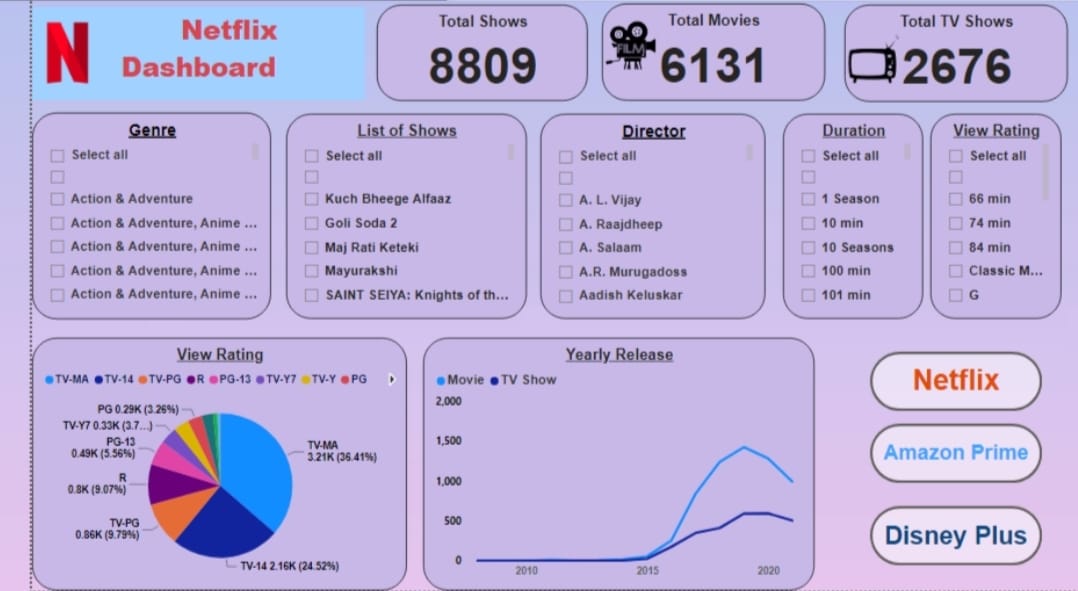 Netflix
Dashboard
Total Shows
8809
Total Movies
FILM
6131
Total TV Shows
2676
Genre
Select all
Action & Adventure
Action & Adventure, Anime ...
Action & Adventure, Anime ...
Action & Adventure, Anime ...
Action & Adventure, Anime ...
List of Shows
Select all
Kuch Bheege Alfaaz
Goli Soda 2
Maj Rati Keteki
Mayurakshi
SAINT SEIYA: Knights of th...
Director
Select all
A. L. Vijay
A. Raajdheep
A. Salaam
A.R. Murugadoss
Aadish Keluskar
Duration
Select all
1 Season
10 min
10 Seasons
100 min
101 min
View Rating
Select all
66 min
74 min
84 min
Classic M...
G
View Rating
TV-MA TV-14 TV-PG R PG-13 TV-Y7 TV-Y PG
PG 0.29K (3.26%)
TV-Y7 0.33K (3.7...)
PG-13
0.49K (5.56%)
R
0.8K (9.07%)
TV-PG
0.86K (9.79%)
TV-MA
3.21K (36.41%)
TV-14 2.16K (24.52%)
Yearly Release
Movie TV Show
2,000
1,500
1,000
500
0
2010 2015 2020
Netflix
Amazon Prime
Disney Plus